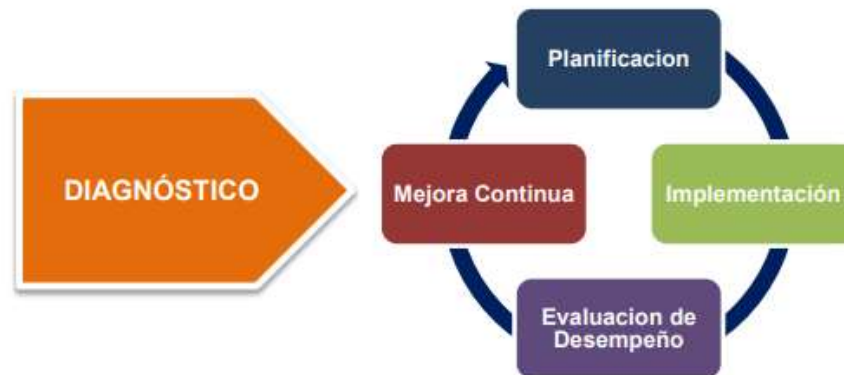 DIAGNÓSTICO
Planificacion
Mejora Continua
Implementación
Evaluacion de
Desempeño